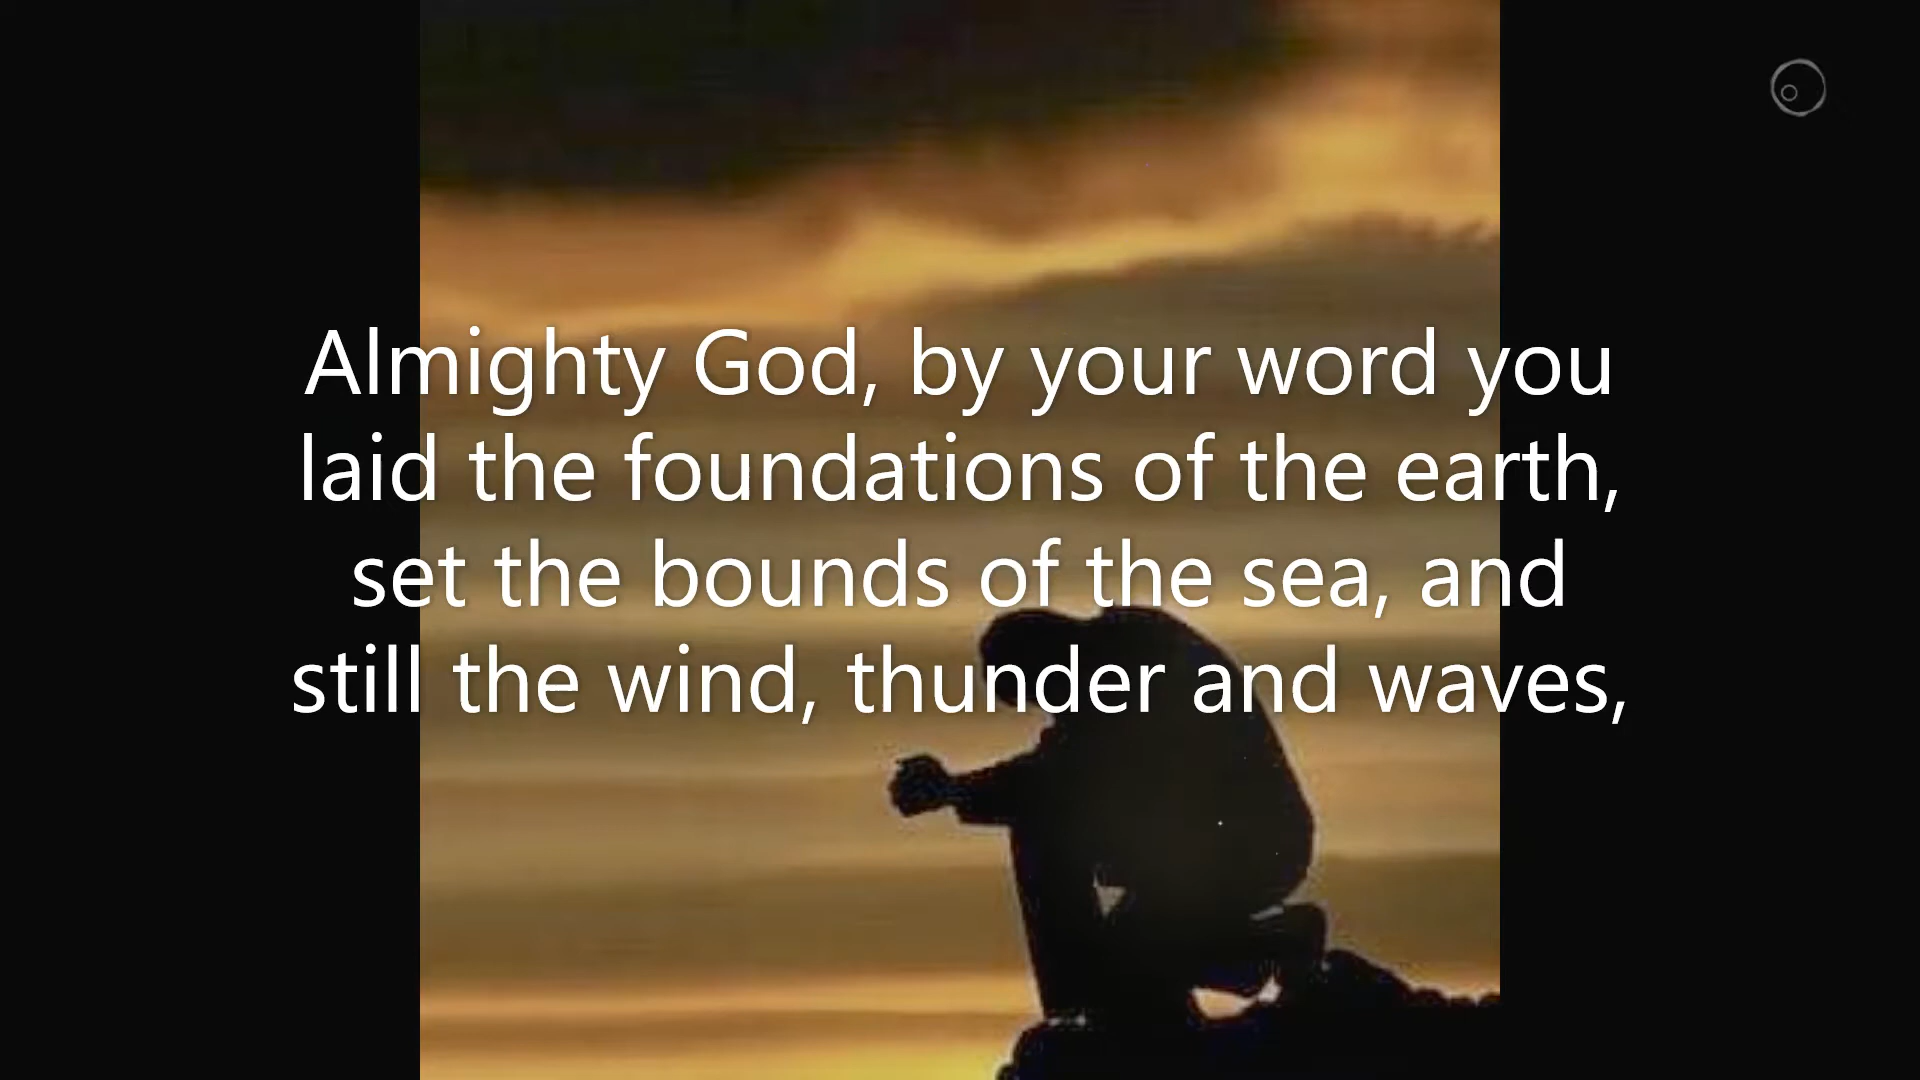 Almighty God, by your word you
laid the foundations of the earth,
set the bounds of the sea, and
still the wind, thunder and waves,